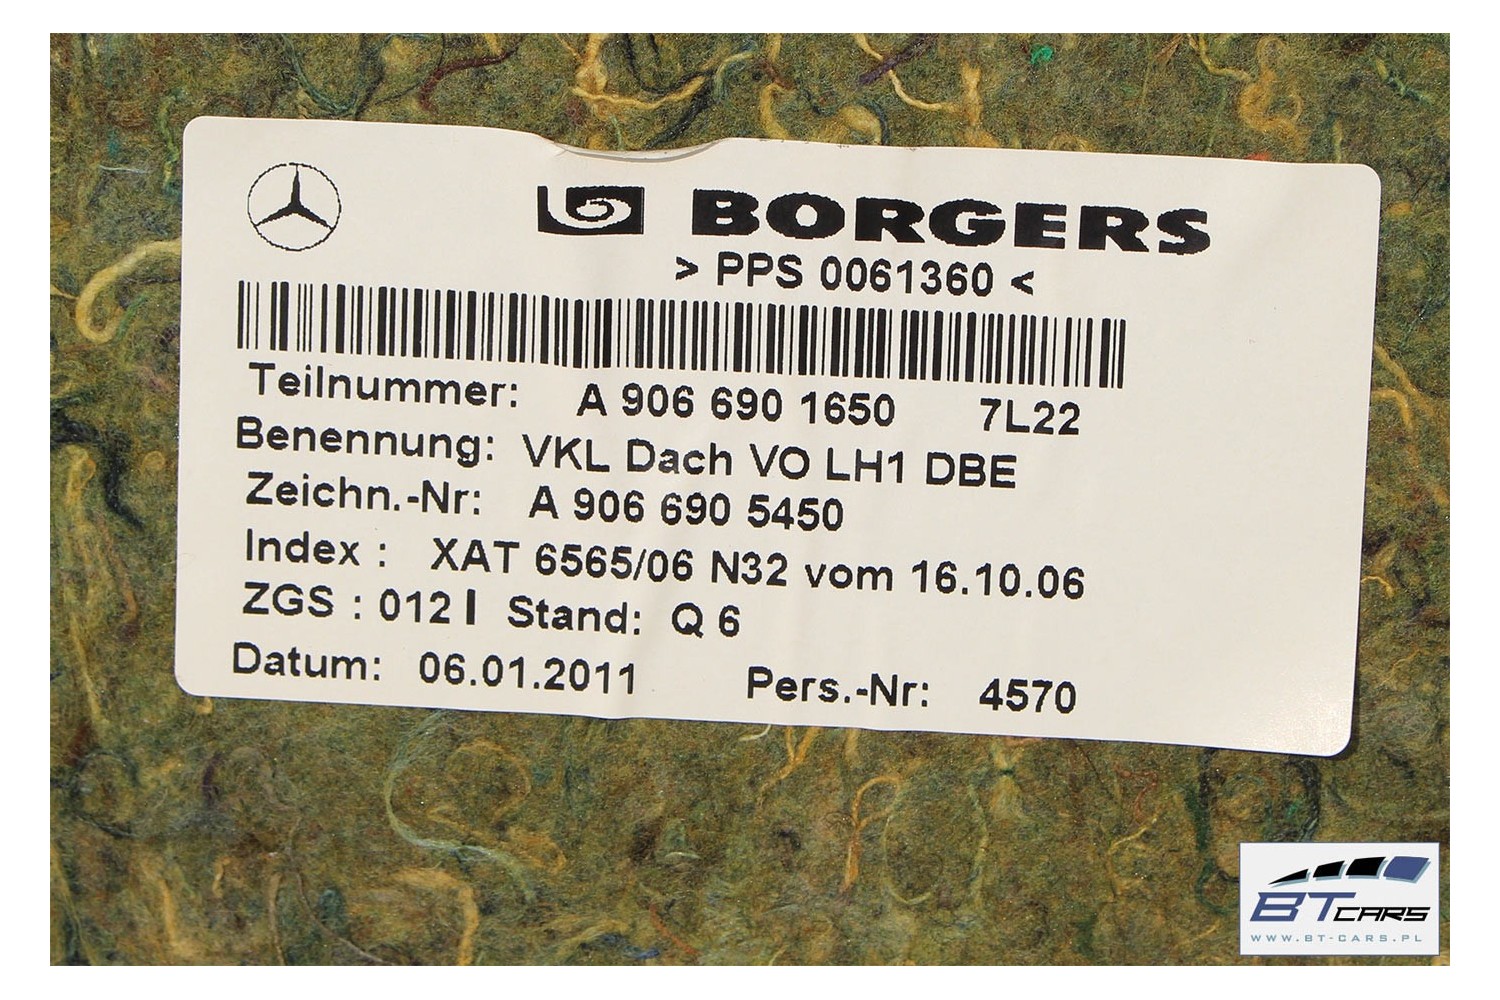 BORGERS
> PPS 0061360 <
Teilnummer: A 906 690 1650 7L22
Benennung: VKL Dach VO LH1 DBE
Zeichn.-Nr: A 906 690 5450
Index : XAT 6565/06 N32 vom 16.10.06
ZGS : 012 I Stand: Q 6
Datum: 06.01.2011 Pers.-Nr: 4570
BT CARS
WWW.BT-CARS.PL